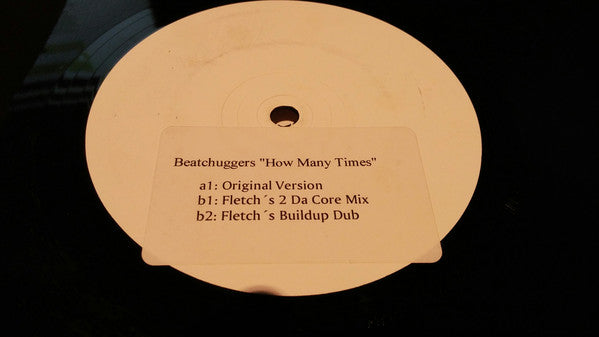 Beatchuggers "How Many Times"
a1: Original Version
b1: Fletch´s 2 Da Core Mix
b2: Fletch´s Buildup Dub